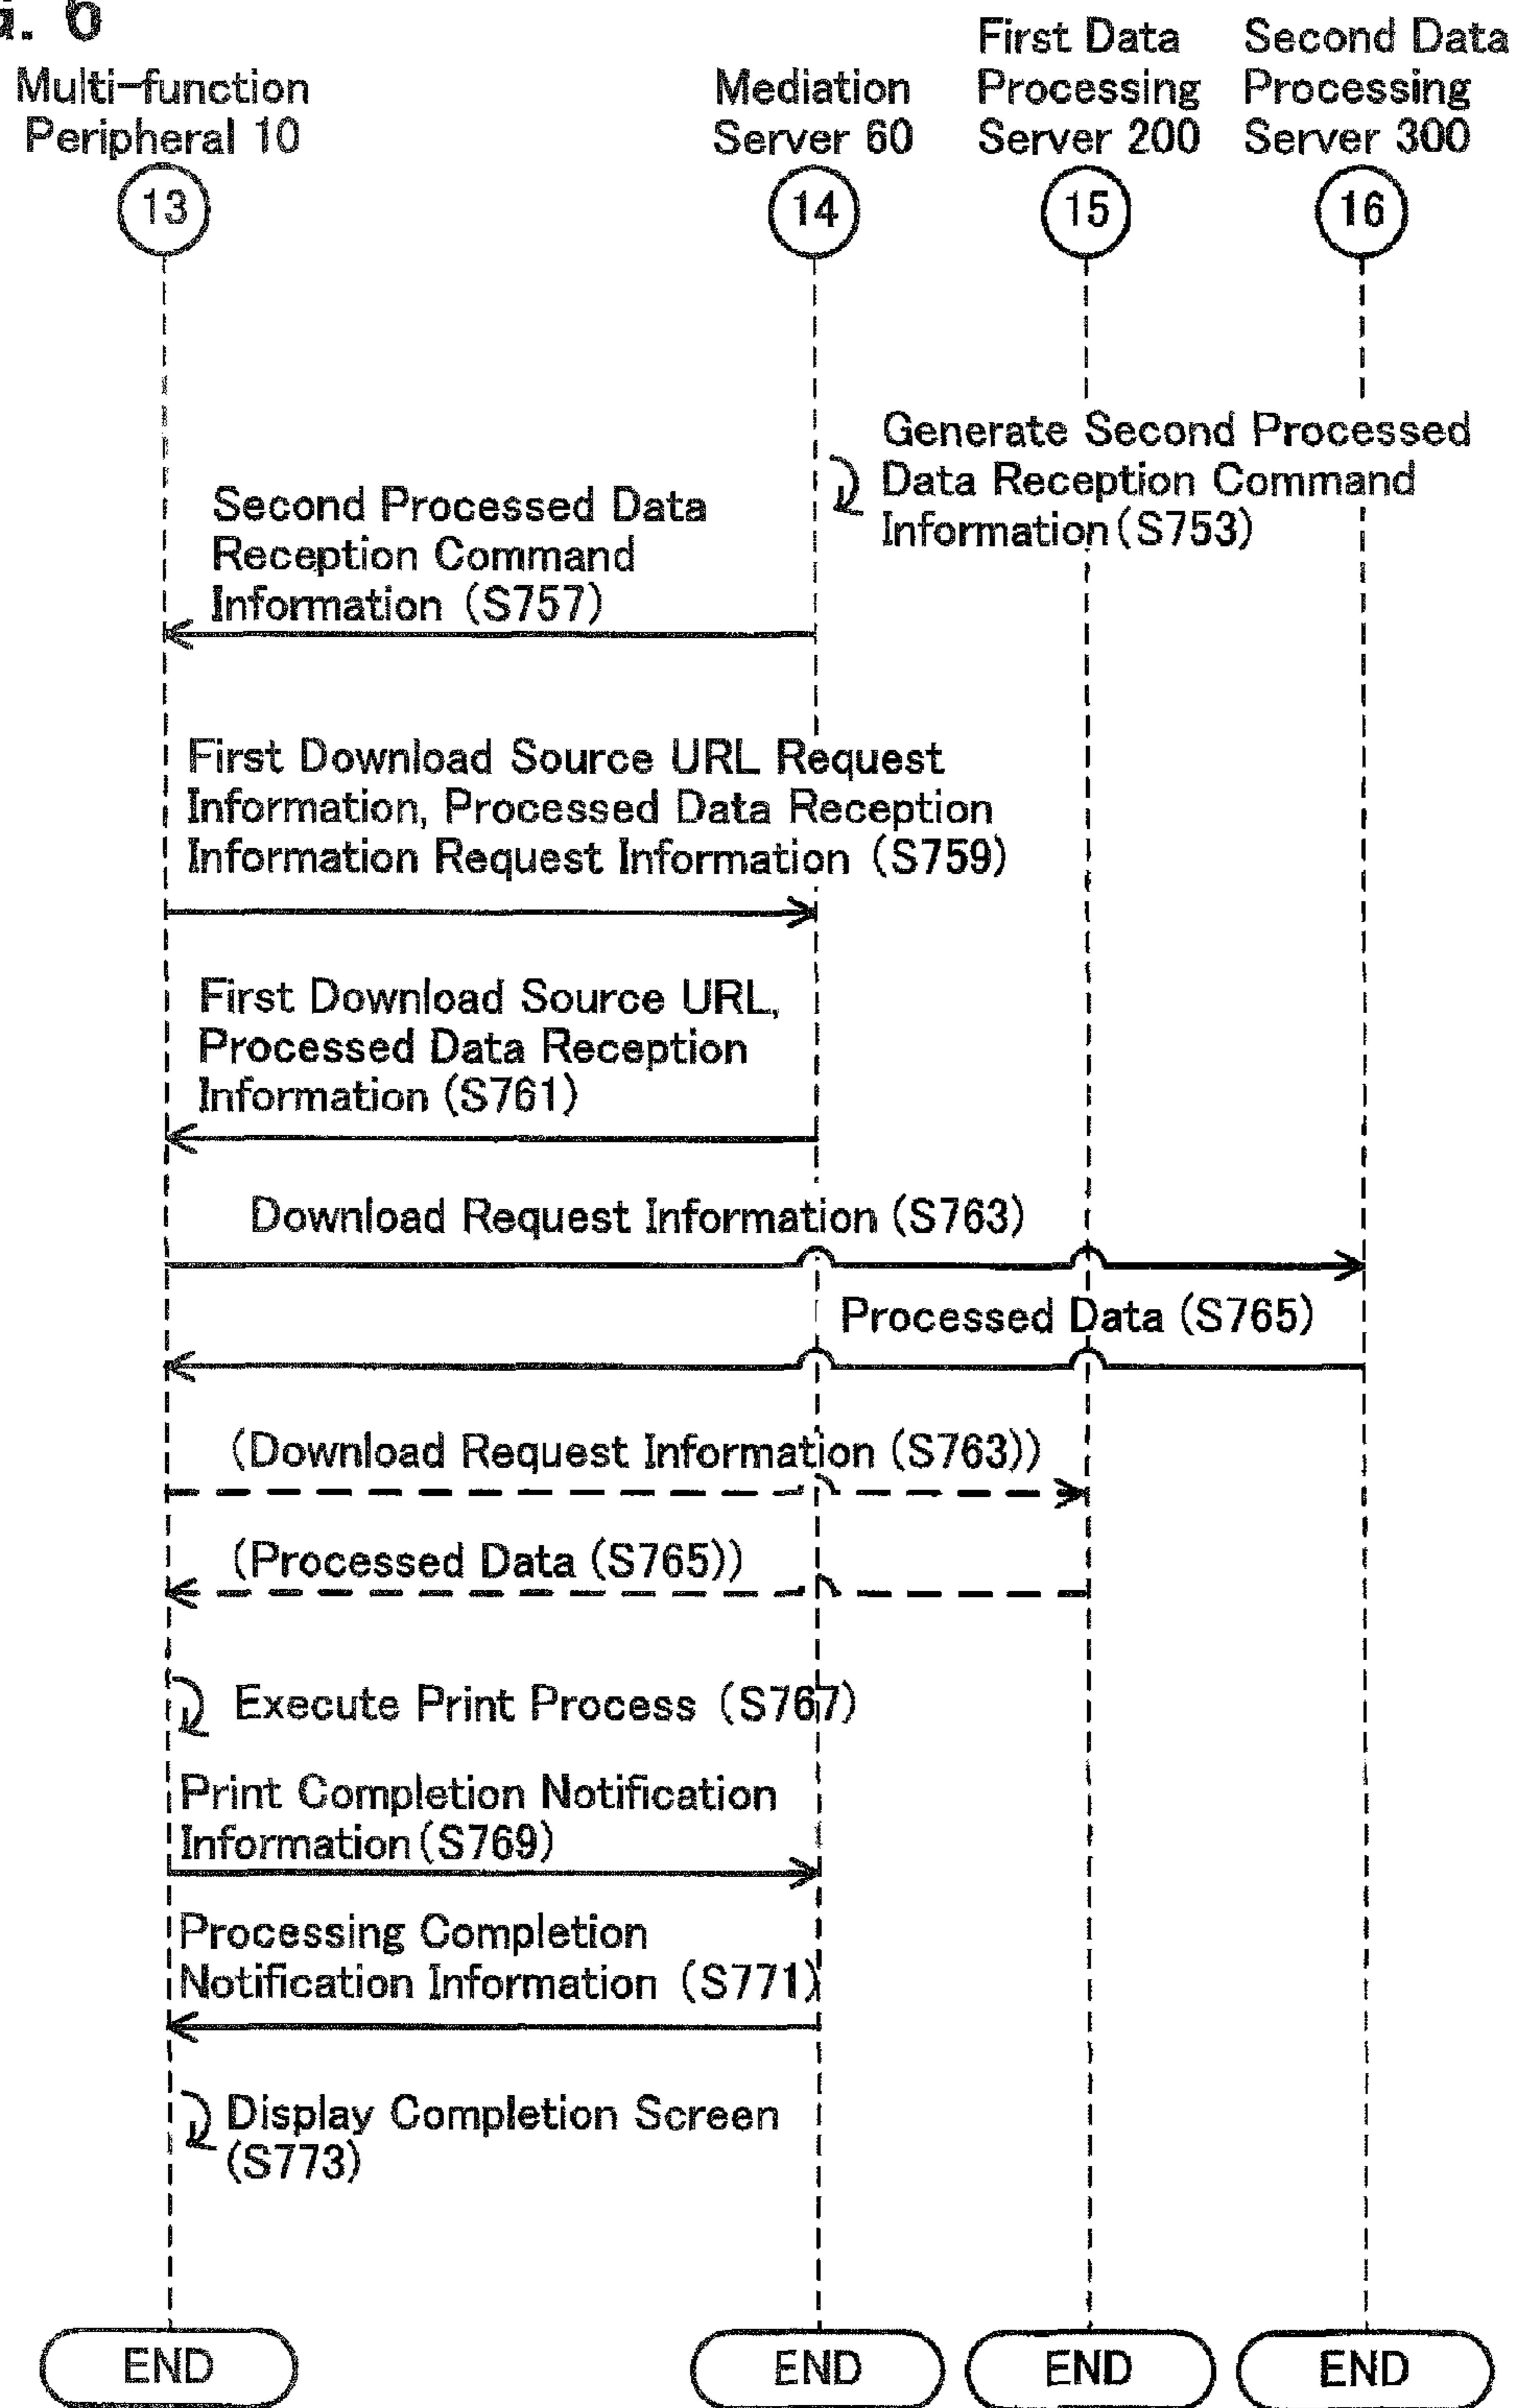 G. 6
Multi-function
Peripheral 10
Mediation
Server 60
First Data
Processing
Server 200
Second Data
Processing
Server 300
13
14
15
16
Generate Second Processed
Data Reception Command
Information(S753)
Second Processed Data
Reception Command
Information (S757)
First Download Source URL Request
Information, Processed Data Reception
Information Request Information (S759)
First Download Source URL,
Processed Data Reception
Information (S761)
Download Request Information (S763)
Processed Data (S765)
(Download Request Information (S763))
(Processed Data (S765))
Execute Print Process (S767)
Print Completion Notification
Information(S769)
Processing Completion
Notification Information (S771)
Display Completion Screen
(S773)
END
END
END
END